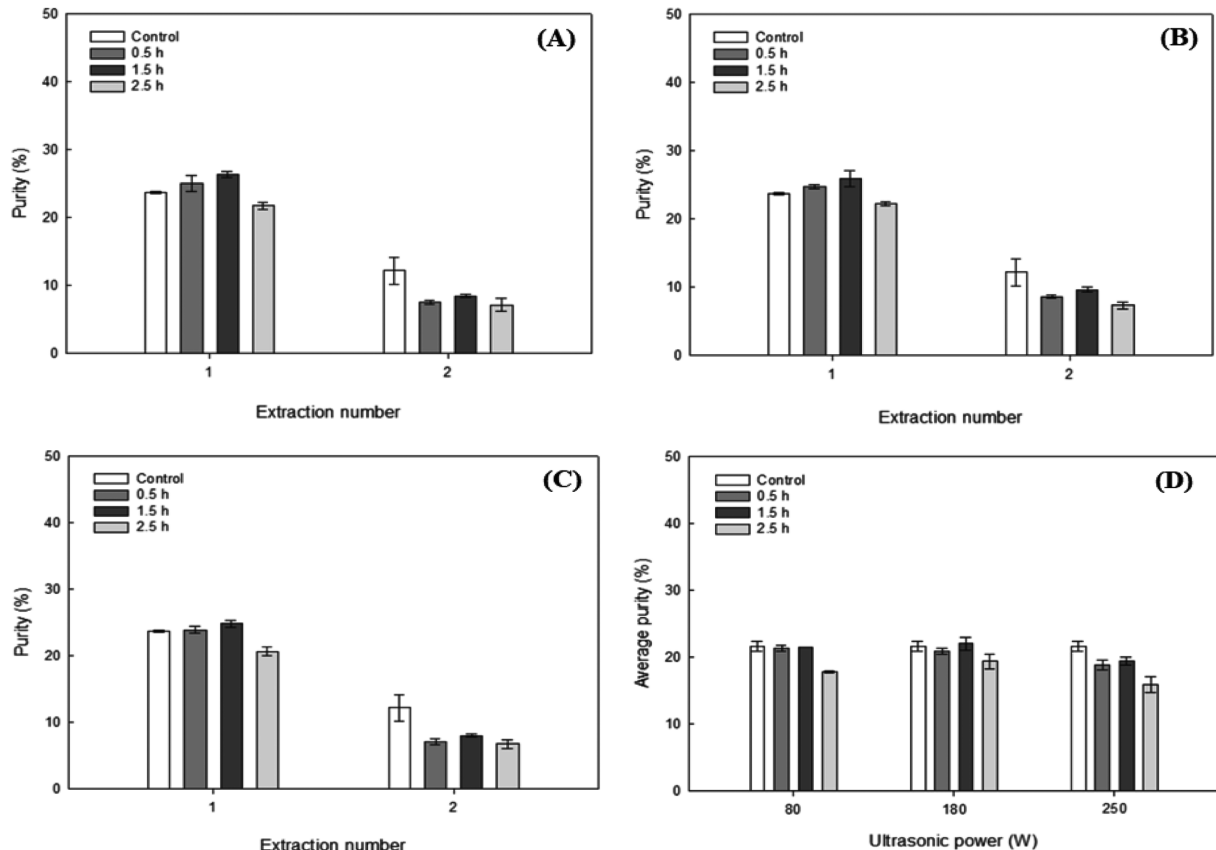 (A)
Control
0.5 h
1.5 h
2.5 h
50
40
30
20
10
0
Purity (%)
1
2
Extraction number
(B)
Control
0.5 h
1.5 h
2.5 h
50
40
30
20
10
0
Purity (%)
1
2
Extraction number
(C)
Control
0.5 h
1.5 h
2.5 h
50
40
30
20
10
0
Purity (%)
1
2
Extraction number
(D)
Control
0.5 h
1.5 h
2.5 h
50
40
30
20
10
0
Average purity (%)
80
180
250
Ultrasonic power (W)